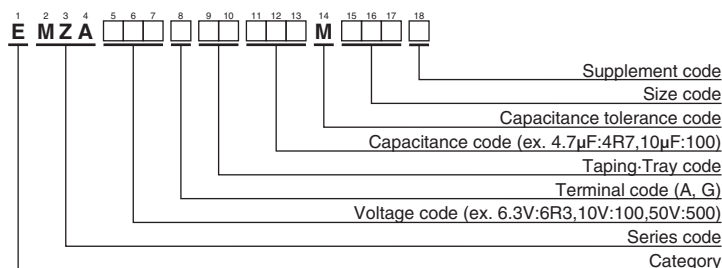 1 2 3 4 5 6 7 8 9 10 11 12 13 14 15 16 17 18
E M Z A M
Supplement code
Size code
Capacitance tolerance code
Capacitance code (ex. 4.7μF:4R7,10μF:100)
Taping·Tray code
Terminal code (A, G)
Voltage code (ex. 6.3V:6R3,10V:100,50V:500)
Series code
Category